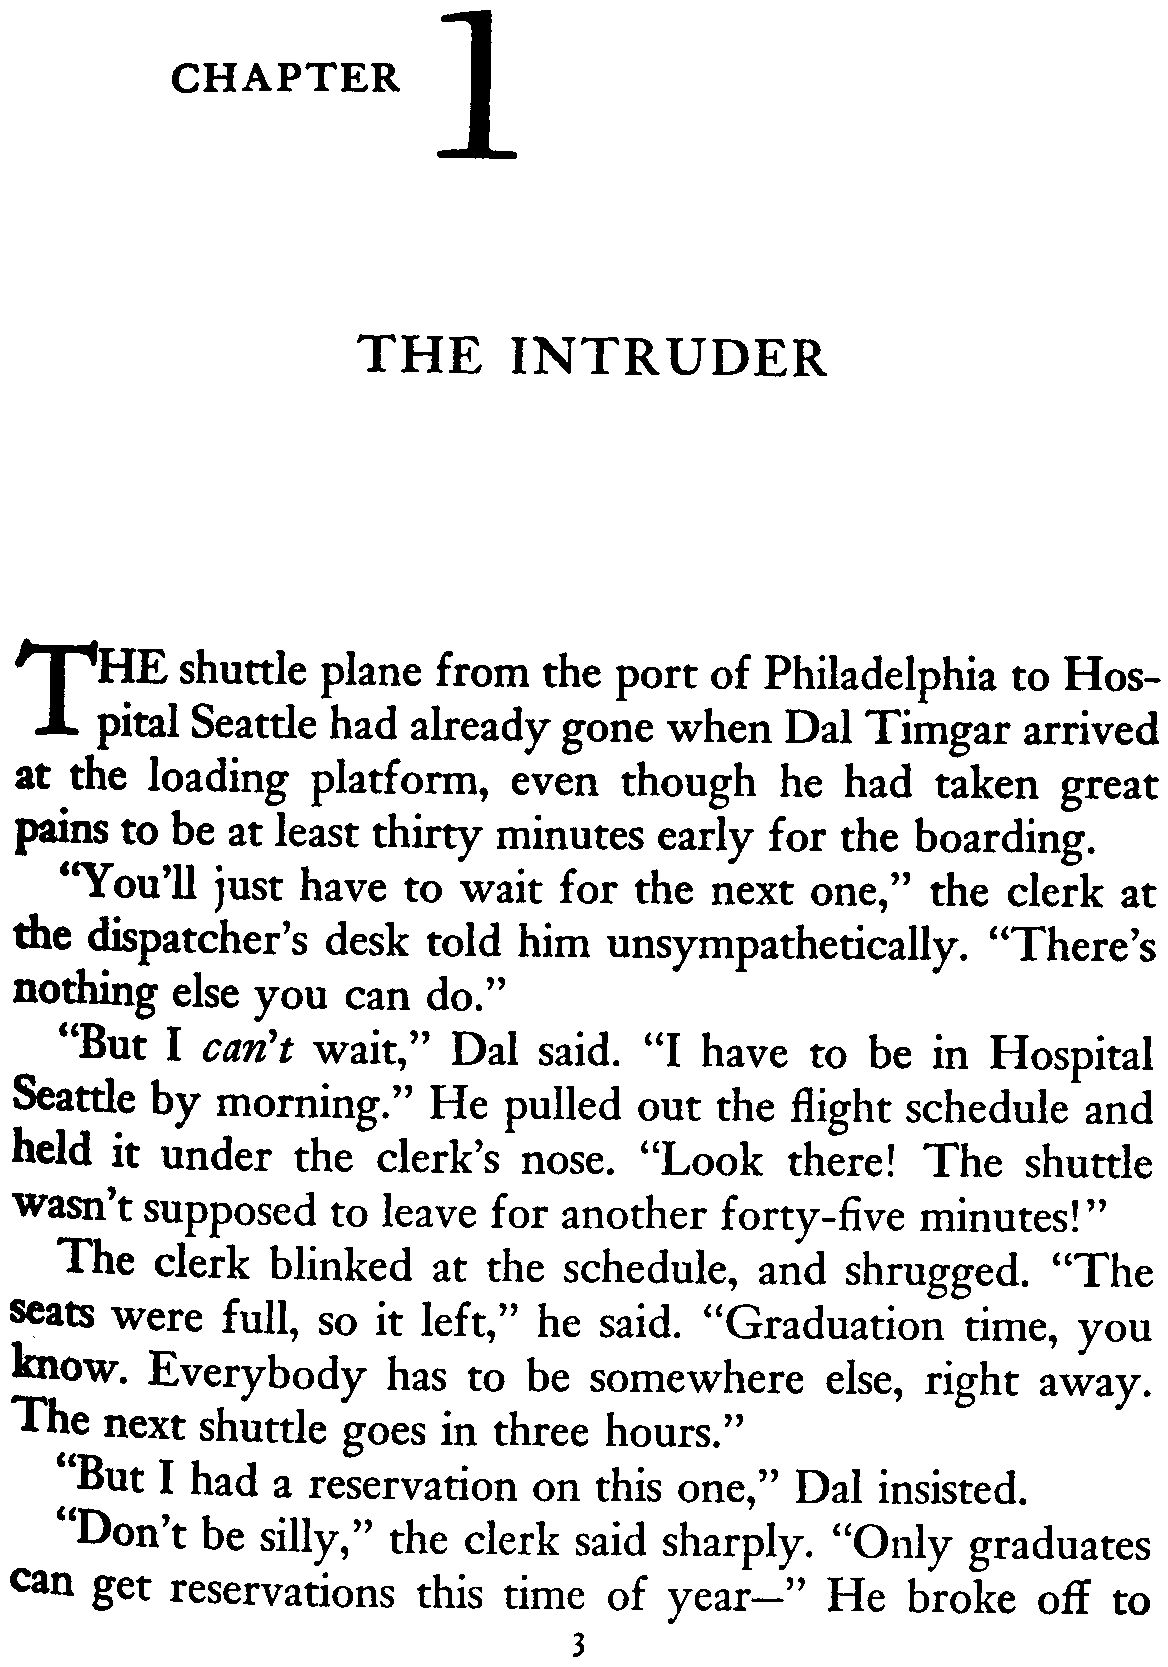 CHAPTER 1
THE INTRUDER
THE shuttle plane from the port of Philadelphia to Hos-
pital Seattle had already gone when Dal Timgar arrived
at the loading platform, even though he had taken great
pains to be at least thirty minutes early for the boarding.
“You’ll just have to wait for the next one,” the clerk at
the dispatcher’s desk told him unsympathetically. “There’s
nothing else you can do.”
“But I can’t wait,” Dal said. “I have to be in Hospital
Seattle by morning.” He pulled out the flight schedule and
held it under the clerk’s nose. “Look there! The shuttle
wasn’t supposed to leave for another forty-five minutes!”
The clerk blinked at the schedule, and shrugged. “The
seats were full, so it left,” he said. “Graduation time, you
know. Everybody has to be somewhere else, right away.
The next shuttle goes in three hours.”
“But I had a reservation on this one,” Dal insisted.
“Don’t be silly,” the clerk said sharply. “Only graduates
can get reservations this time of year—” He broke off to
3